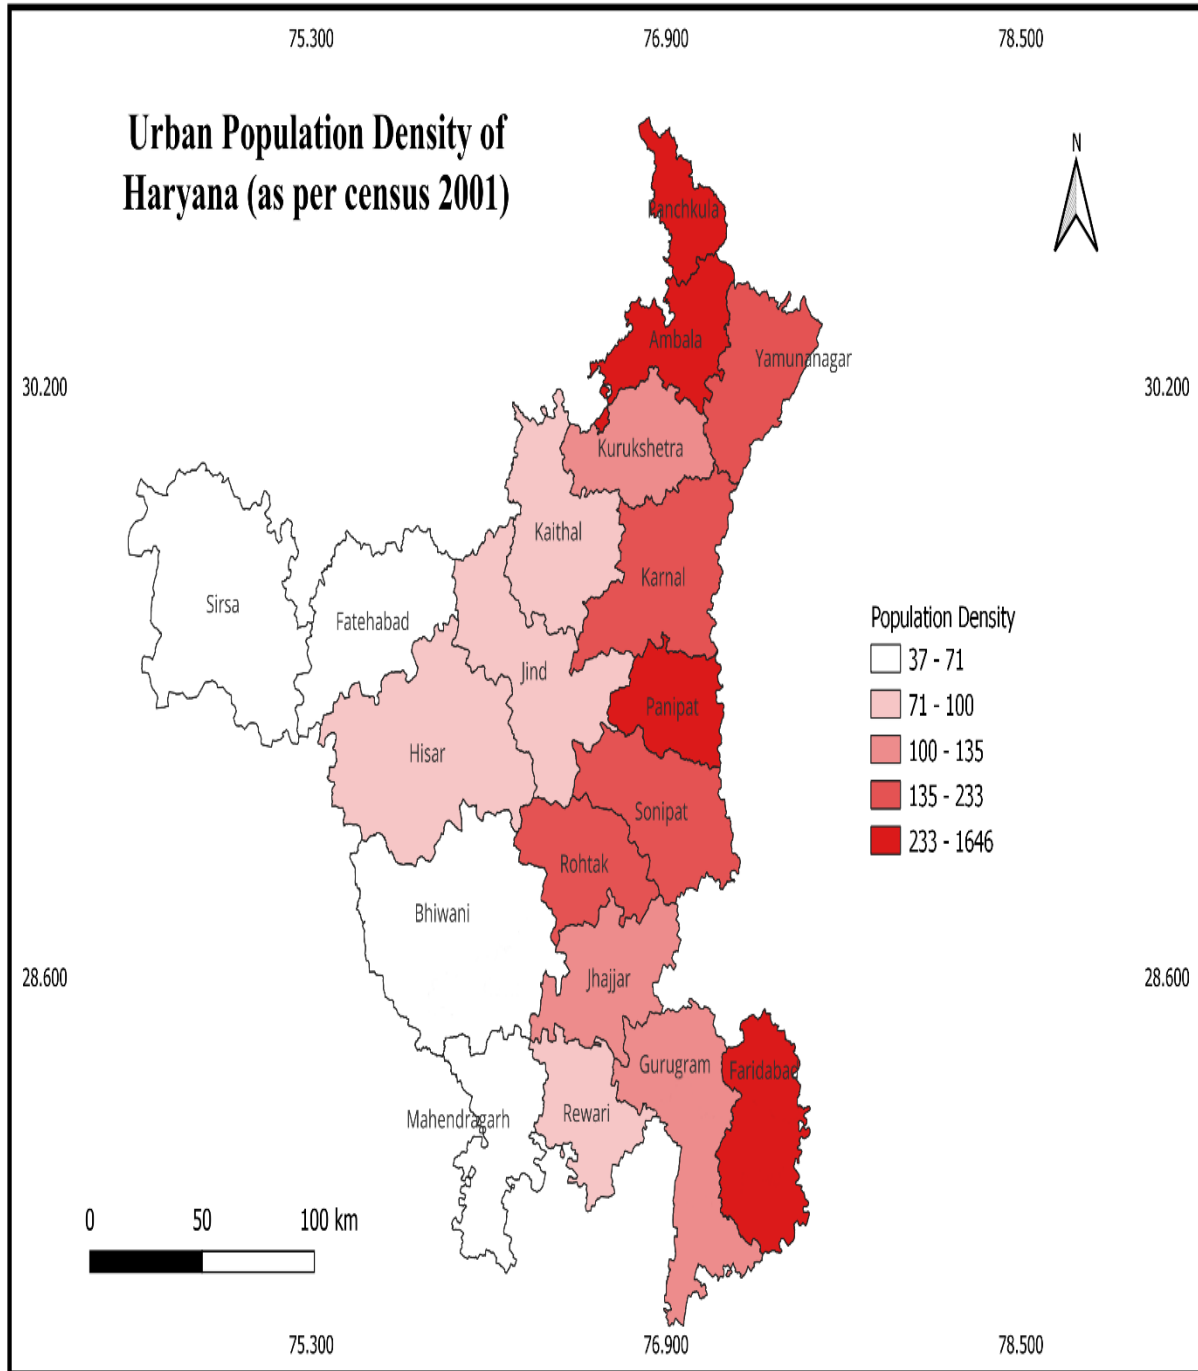 75.300 76.900 78.500
Urban Population Density of
Haryana (as per census 2001)
N
Panchkula
Ambala
Yamunanagar
30.200 30.200
Kurukshetra
Kaithal
Karnal
Sirsa
Fatehabad
Jind
Panipat
Hisar
Sonipat
Rohtak
Bhiwani
Jhajjar
Gurugram
Faridabad
Mahendragarh
Rewari
Population Density
37 - 71
71 - 100
100 - 135
135 - 233
233 - 1646
28.600 28.600
0 50 100 km
75.300 76.900 78.500